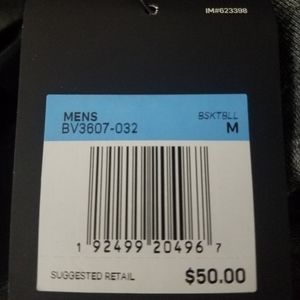 IM#623398
MENS BSKTBLL
BV3607-032 M
1 92499 20496 7
SUGGESTED RETAIL $50.00